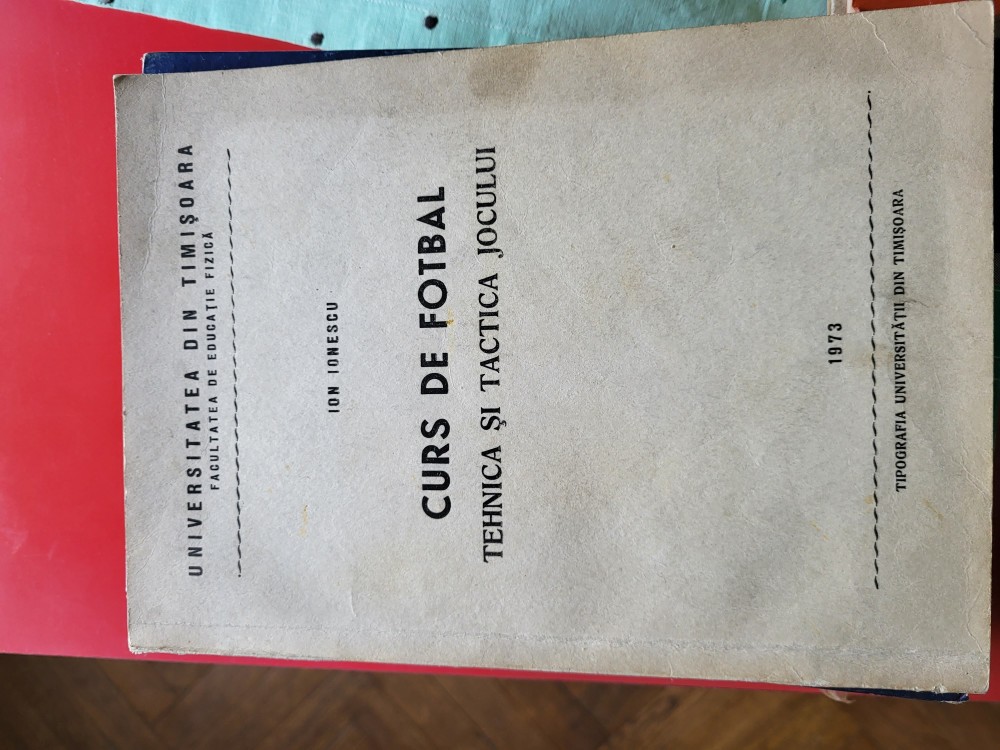 UNIVERSITATEA DIN TIMIȘOARA
FACULTATEA DE EDUCAȚIE FIZICĂ
ION IONESCU
CURS DE FOTBAL
TEHNICA ȘI TACTICA JOCULUI
1973
TIPOGRAFIA UNIVERSITĂȚII DIN TIMIȘOARA